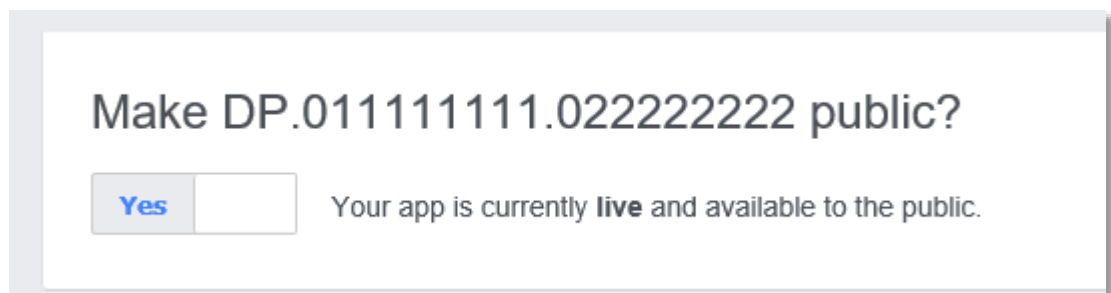 Make DP.011111111.022222222 public?
Yes Your app is currently live and available to the public.